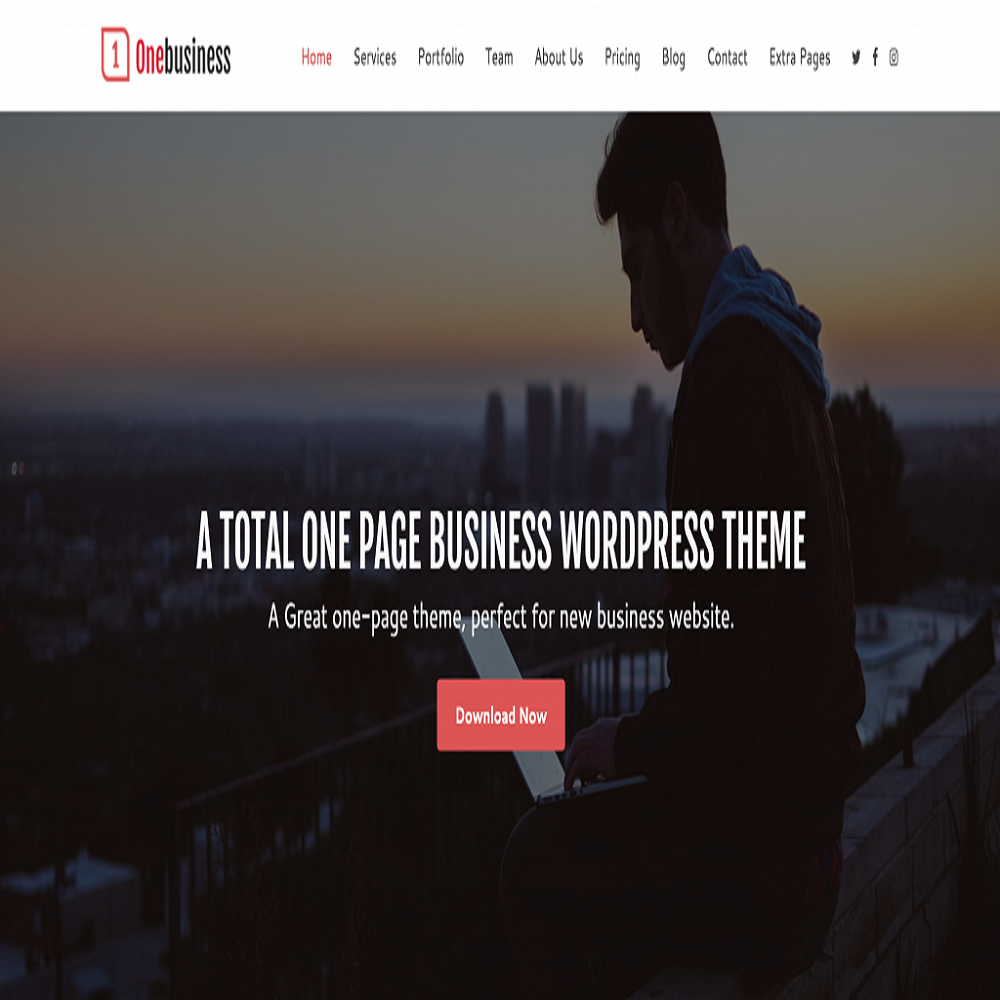 1 Onebusiness
Home Services Portfolio Team About Us Pricing Blog Contact Extra Pages
A TOTAL ONE PAGE BUSINESS WORDPRESS THEME
A Great one-page theme, perfect for new business website.
Download Now